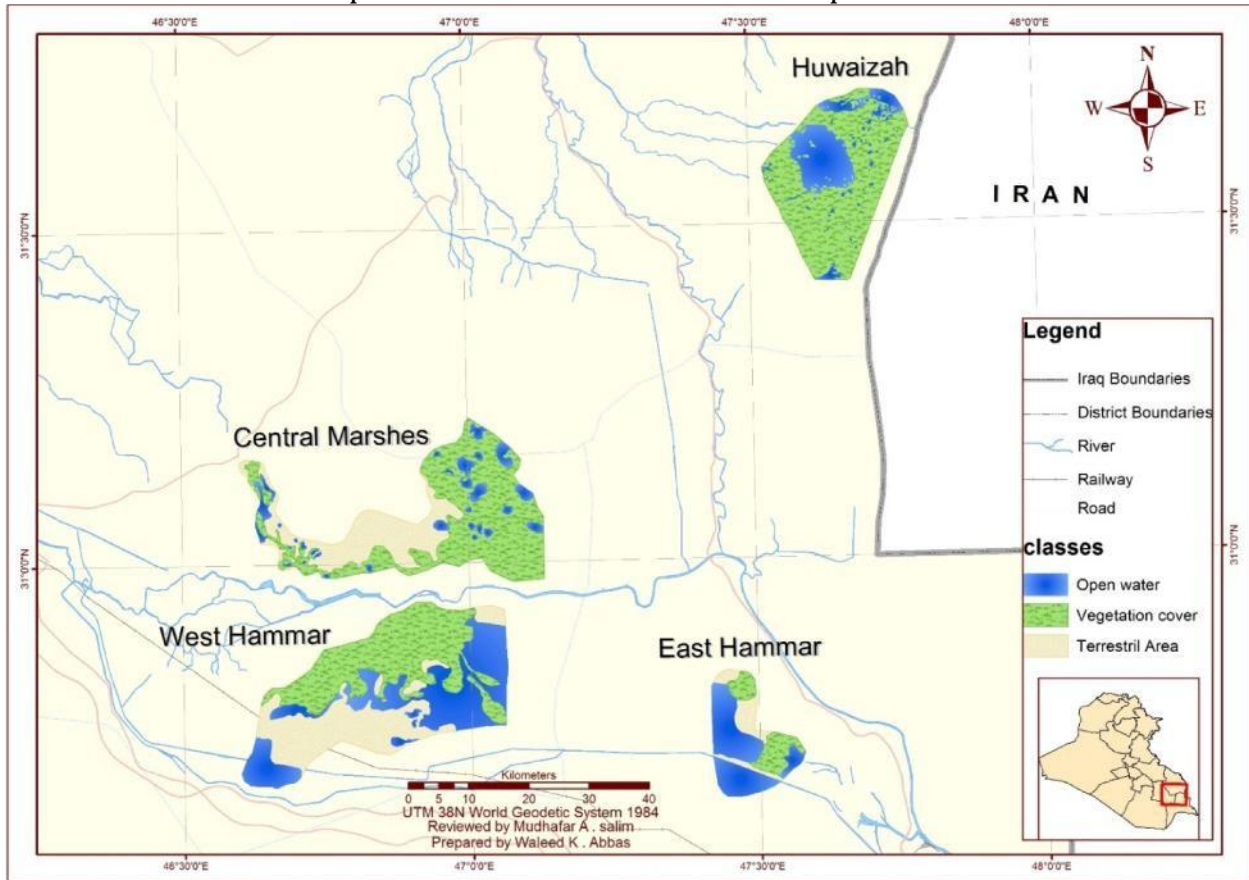 46°30'0"E 47°0'0"E 47°30'0"E 48°0'0"E
Huwaizah
N
W E
S
I R A N
31°30'0"N 31°30'0"N
Legend
Iraq Boundaries
District Boundaries
River
Railway
Road
Central Marshes
31°0'0"N 31°0'0"N
classes
Open water
Vegetation cover
Terrestril Area
West Hammar
East Hammar
Kilometers
0 5 10 20 30 40
UTM 38N World Geodetic System 1984
Reviewed by Mudhafar A . salim
Prepared by Waleed K . Abbas
46°30'0"E 47°0'0"E 47°30'0"E 48°0'0"E